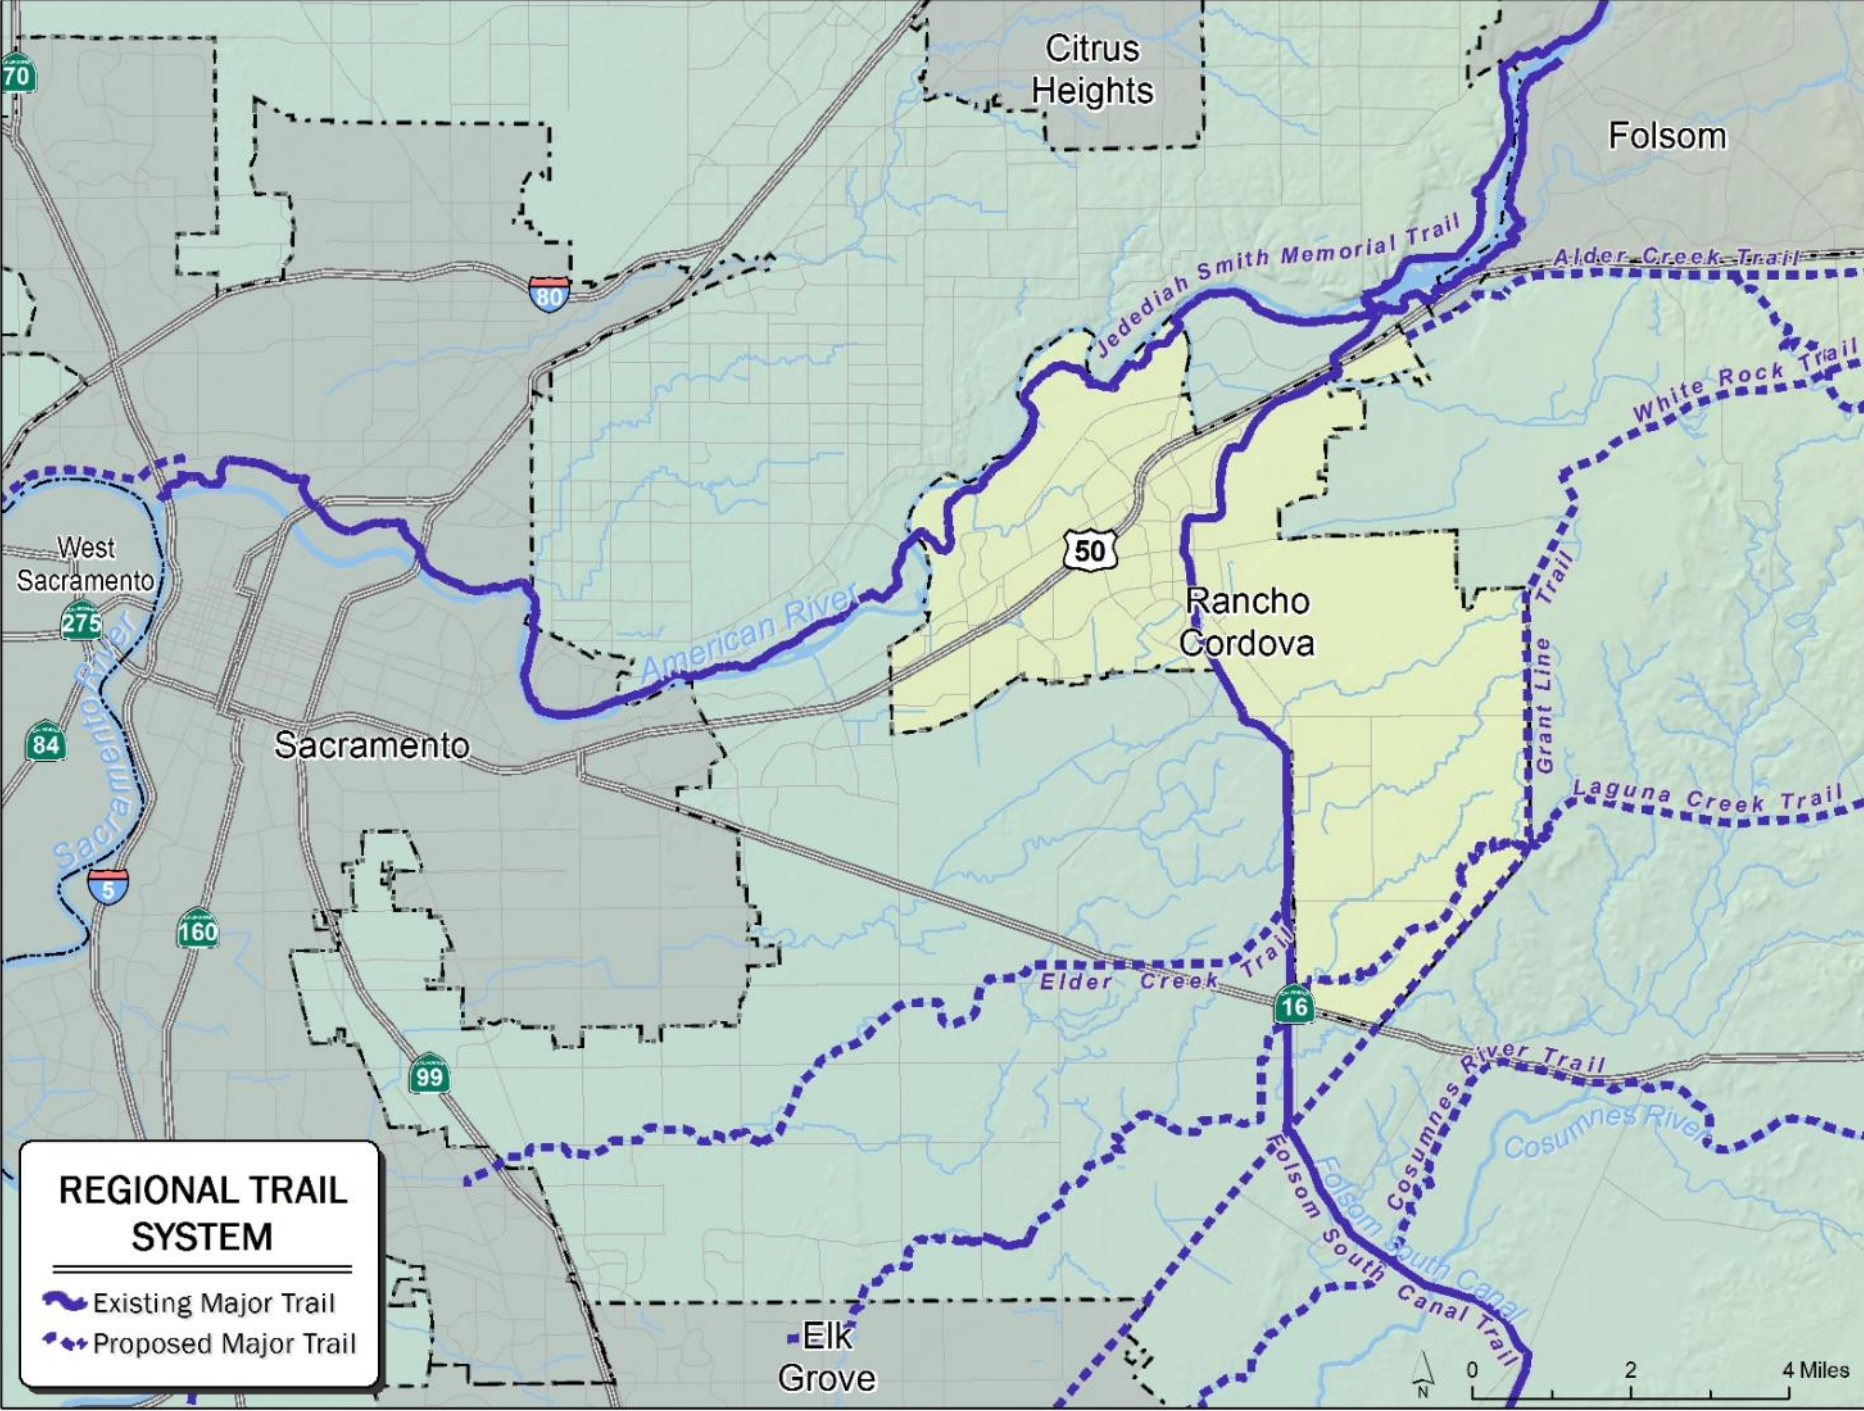 70
Citrus
Heights
Folsom
Jedediah Smith Memorial Trail
Alder Creek Trail
80
White Rock Trail
West
Sacramento
275
50
American River
Rancho
Cordova
Grant Line Trail
Sacramento River
84
Sacramento
Laguna Creek Trail
5
160
Elder Creek Trail
16
99
Cosumnes River Trail
Cosumnes River
Folsom South Canal
Folsom South Canal Trail
Elk
Grove
REGIONAL TRAIL
SYSTEM
Existing Major Trail
Proposed Major Trail
N
0 2 4 Miles